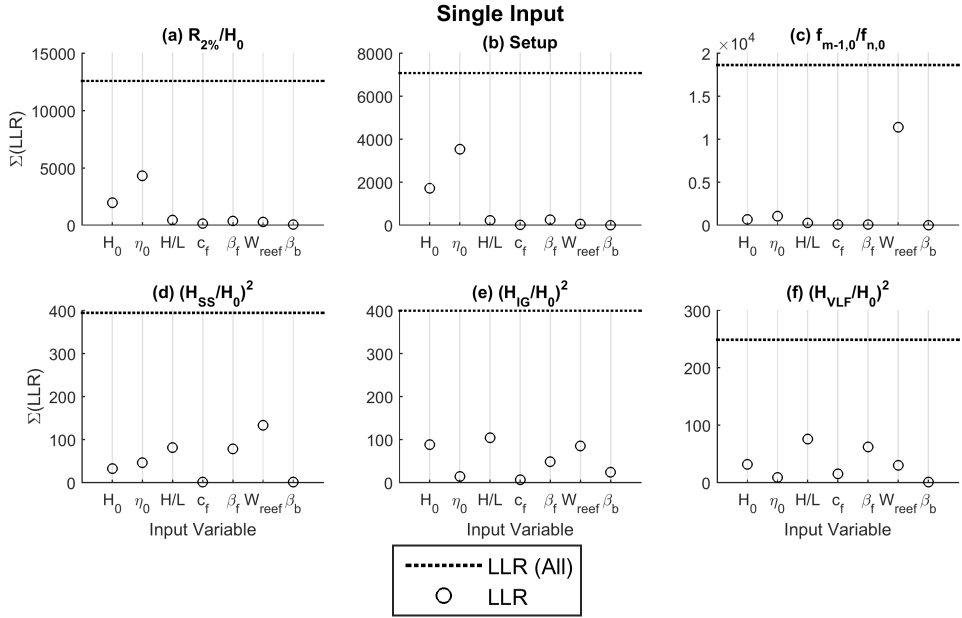 Single Input
(a) R2%/H0
(b) Setup
(c) fm-1,0/fn,0
×10^4
Σ(LLR)
15000
10000
5000
0
H0 η0 H/L cf βf Wreef βb
8000
6000
4000
2000
0
H0 η0 H/L cf βf Wreef βb
2
1.5
1
0.5
0
H0 η0 H/L cf βf Wreef βb
(d) (HSS/H0)²
(e) (HIG/H0)²
(f) (HVLF/H0)²
Σ(LLR)
400
300
200
100
0
H0 η0 H/L cf βf Wreef βb
Input Variable
400
300
200
100
0
H0 η0 H/L cf βf Wreef βb
Input Variable
300
200
100
0
H0 η0 H/L cf βf Wreef βb
Input Variable
LLR (All)
LLR